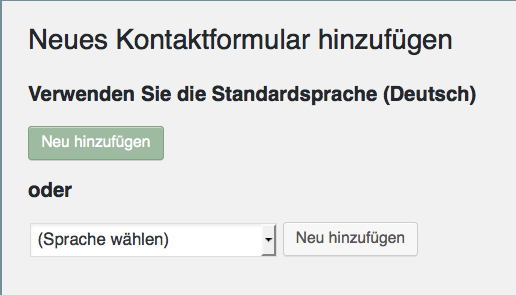 Neues Kontaktformular hinzufügen
Verwenden Sie die Standardsprache (Deutsch)
Neu hinzufügen
oder
(Sprache wählen) Neu hinzufügen